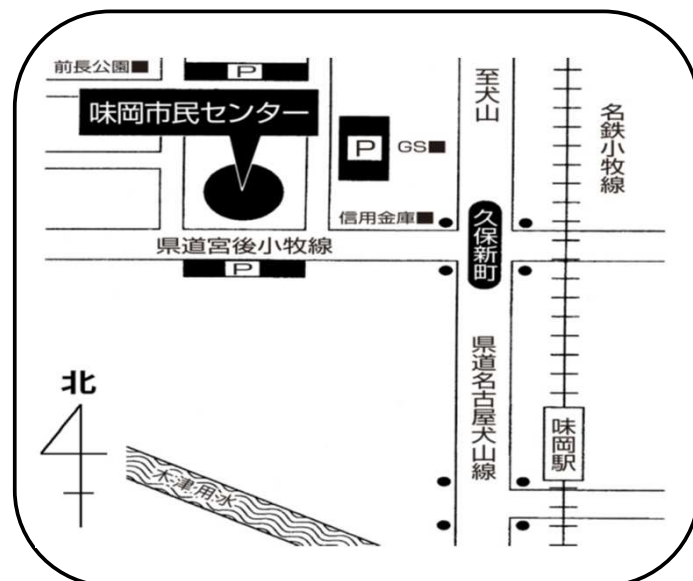 前長公園
P
至犬山
名鉄小牧線
味岡市民センター
P
GS
信用金庫
久保新町
県道宮後小牧線
P
県道名古屋犬山線
北
味岡駅
木津用水